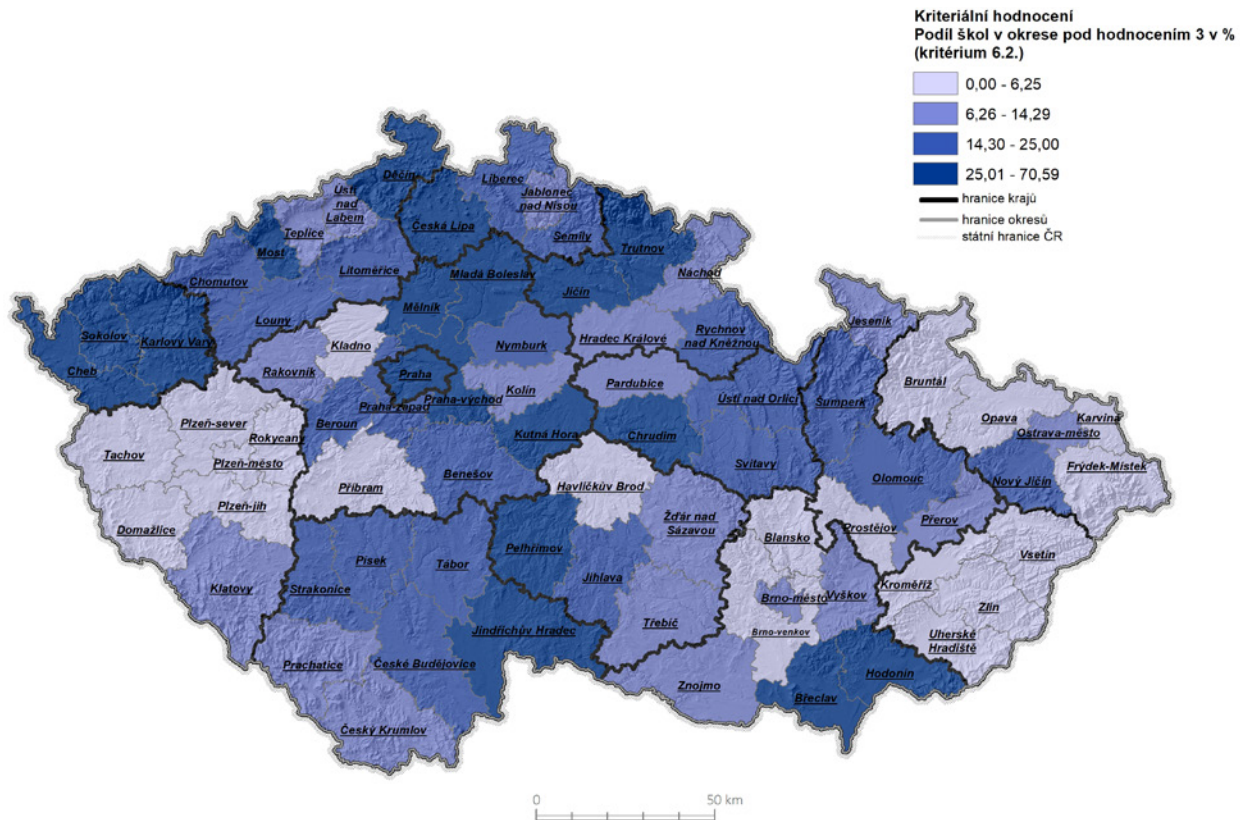 Kriteriální hodnocení
Podíl škol v okrese pod hodnocením 3 v %
(kritérium 6.2.)
0,00 - 6,25
6,26 - 14,29
14,30 - 25,00
25,01 - 70,59
hranice krajů
hranice okresů
státní hranice ČR
Děčín
Liberec
Ústí
nad
Labem
Jablonec
nad Nisou
Teplice
Česká Lípa
Semily
Trutnov
Most
Chomutov
Litoměřice
Mladá Boleslav
Náchod
Jičín
Mělník
Louny
Sokolov
Karlovy Vary
Kladno
Nymburk
Hradec Králové
Rychnov
nad Kněžnou
Jeseník
Cheb
Rakovník
Praha
Kolín
Pardubice
Bruntál
Praha-západ
Praha-východ
Ústí nad Orlicí
Šumperk
Opava
Karviná
Ostrava-město
Plzeň-sever
Rokycany
Beroun
Kutná Hora
Chrudim
Tachov
Plzeň-město
Benešov
Svitavy
Frýdek-Místek
Nový Jičín
Olomouc
Příbram
Havlíčkův Brod
Plzeň-jih
Domažlice
Žďár nad
Sázavou
Prostějov
Přerov
Blansko
Vsetín
Pelhřimov
Písek
Tábor
Jihlava
Kroměříž
Klatovy
Strakonice
Brno-město
Vyškov
Zlín
Třebíč
Jindřichův Hradec
Brno-venkov
Uherské
Hradiště
Prachatice
České Budějovice
Hodonín
Znojmo
Břeclav
Český Krumlov
0
50 km